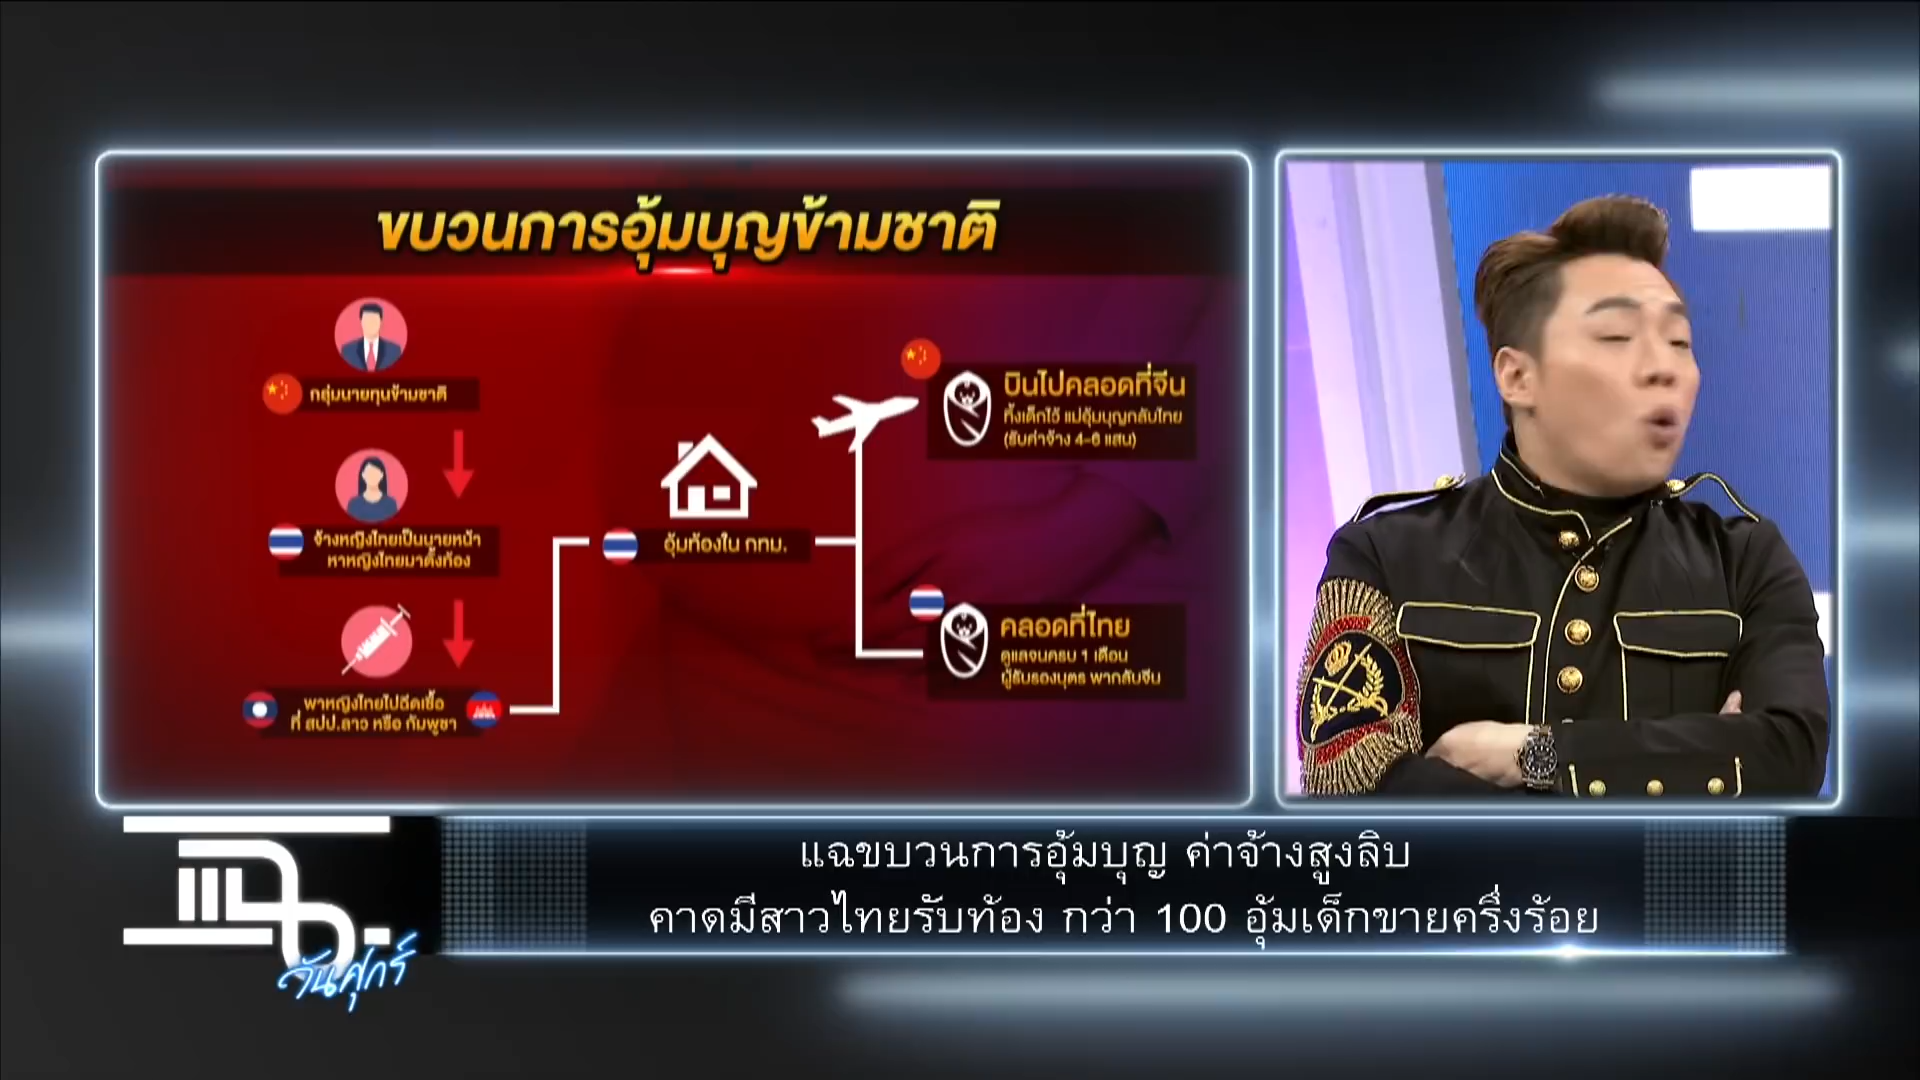 ขบวนการอุ้มบุญข้ามชาติ
กลุ่มนายทุนข้ามชาติ
จ้างหญิงไทยเป็นนายหน้า
หาหญิงไทยมาตั้งท้อง
พาหญิงไทยไปฉีดเชื้อ
ที่ สปป.ลาว หรือ กัมพูชา
อุ้มท้องใน กทม.
บินไปคลอดที่จีน
ทิ้งเด็กไว้ แม่อุ้มบุญกลับไทย
(รับค่าจ้าง 4-6 แสน)
คลอดที่ไทย
ดูแลจนครบ 1 เดือน
ผู้รับรองบุตร พากลับจีน
แฉ.
วันศุกร์
แฉขบวนการอุ้มบุญ ค่าจ้างสูงลิบ
คาดมีสาวไทยรับท้อง กว่า 100 อุ้มเด็กขายครึ่งร้อย